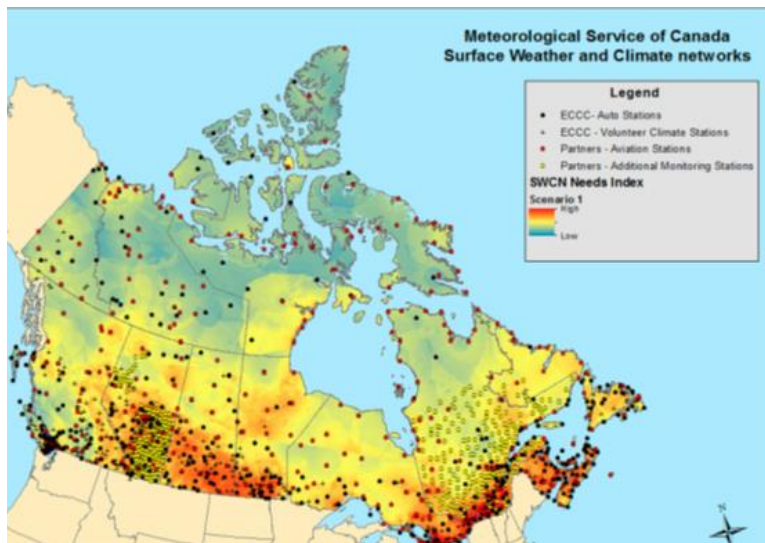 Meteorological Service of Canada
Surface Weather and Climate networks
Legend
ECCC- Auto Stations
ECCC - Volunteer Climate Stations
Partners - Aviation Stations
Partners - Additional Monitoring Stations
SWCN Needs Index
Scenario 1
High
Low
N